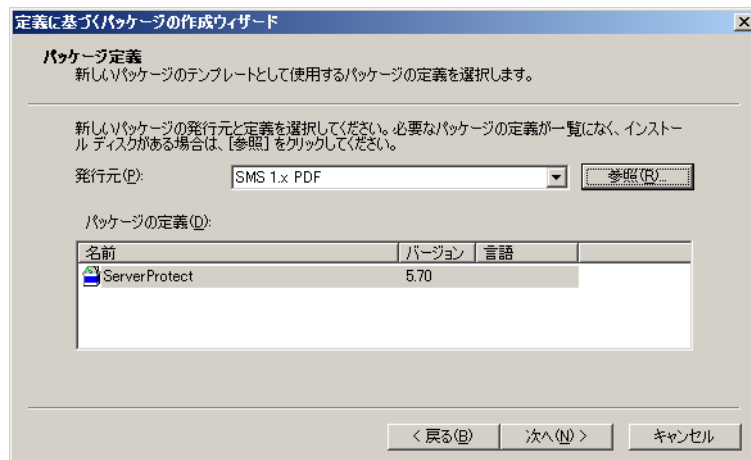 定義に基づくパッケージの作成ウィザード
パッケージ定義
新しいパッケージのテンプレートとして使用するパッケージの定義を選択します。
新しいパッケージの発行元と定義を選択してください。必要なパッケージの定義が一覧になく、インストー
ル ディスクがある場合は、[参照] をクリックしてください。
発行元(P): SMS 1.x PDF 参照(R)...
パッケージの定義(D):
名前 バージョン 言語
ServerProtect 5.70
< 戻る(B) 次へ(N) > キャンセル